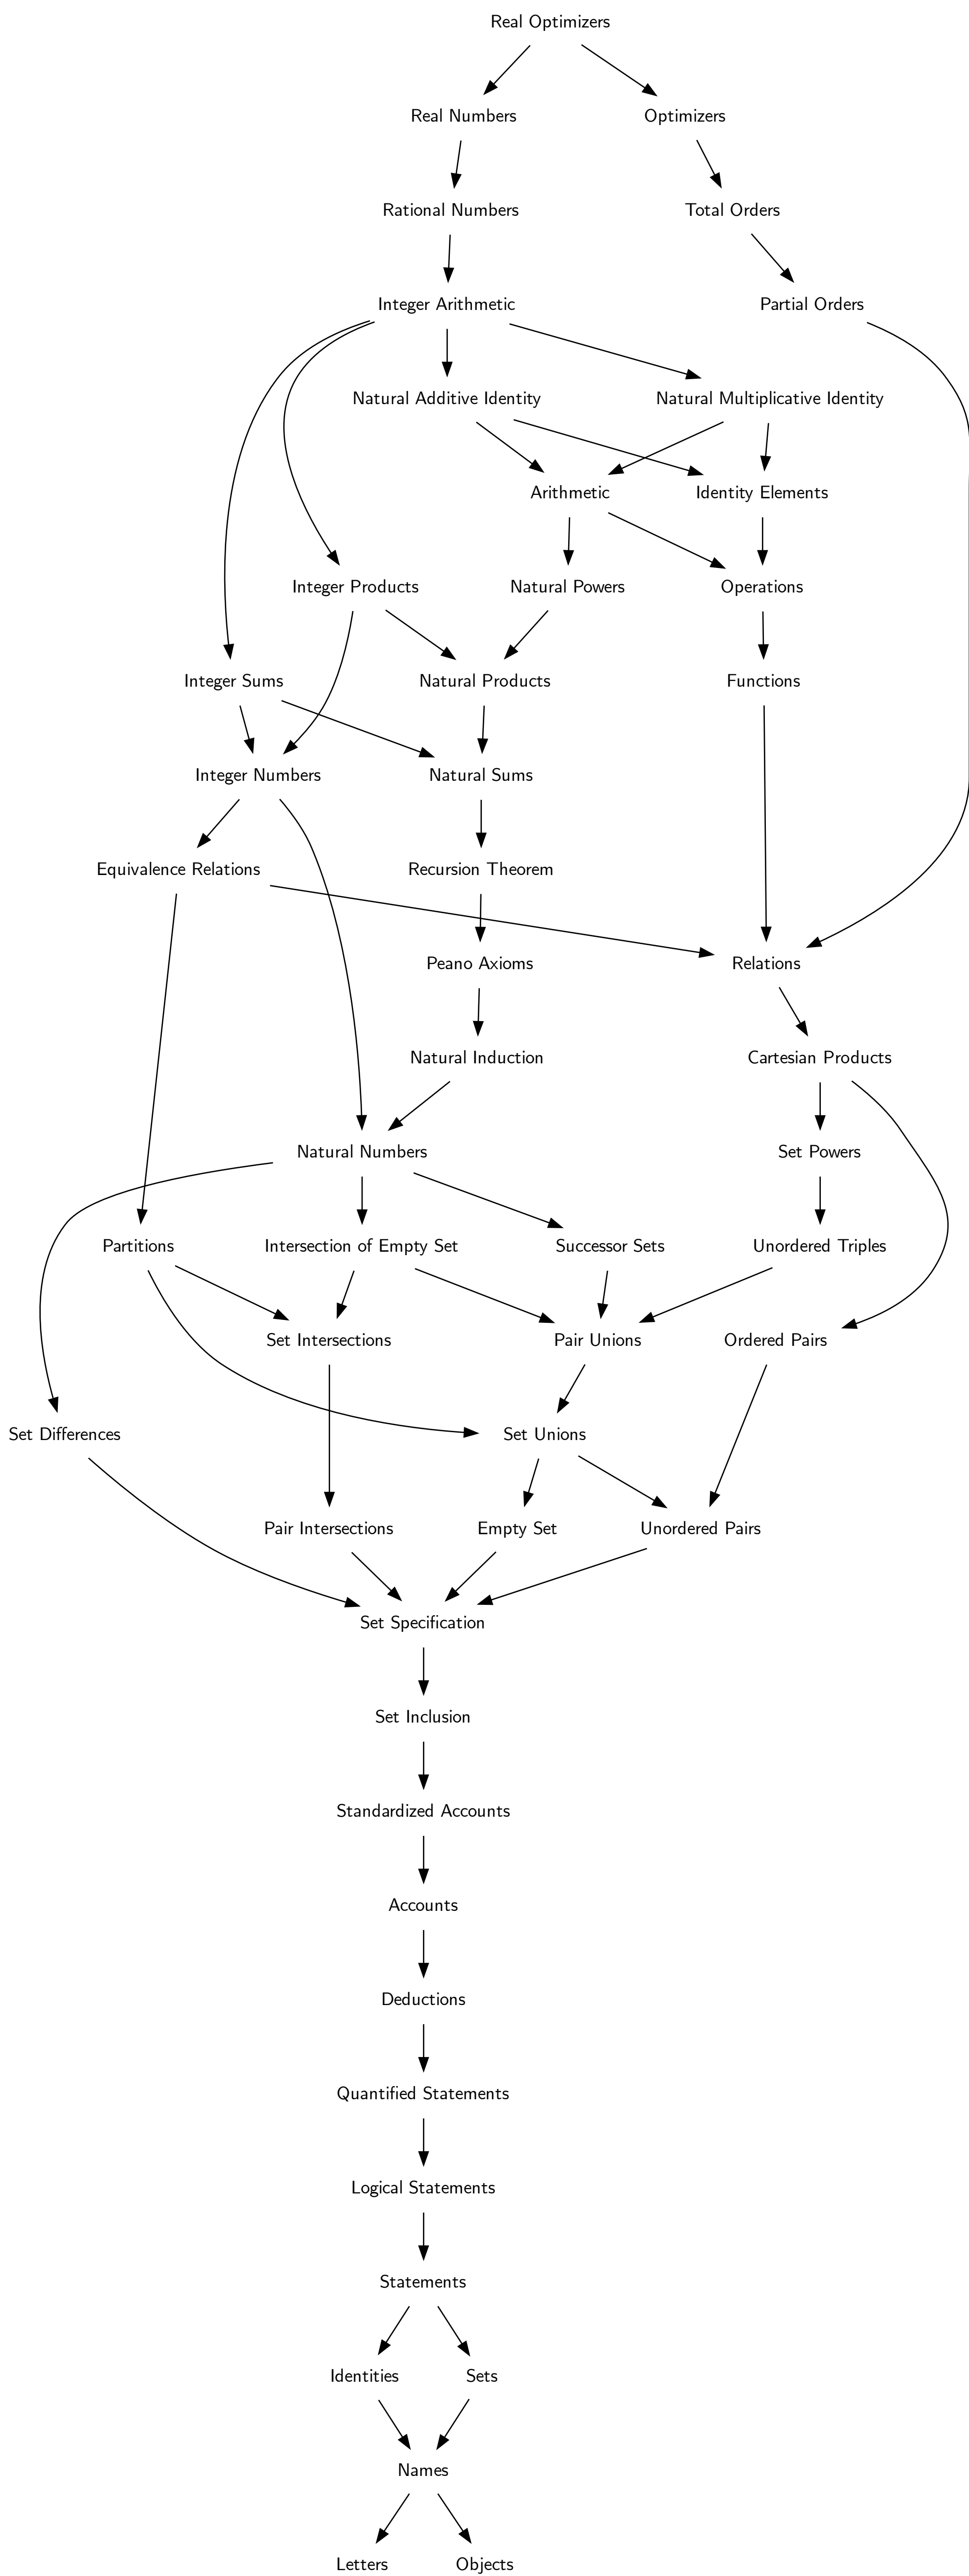 Real Optimizers
Real Numbers
Optimizers
Rational Numbers
Total Orders
Integer Arithmetic
Partial Orders
Natural Additive Identity
Natural Multiplicative Identity
Arithmetic
Identity Elements
Integer Products
Natural Powers
Operations
Integer Sums
Natural Products
Functions
Integer Numbers
Natural Sums
Equivalence Relations
Recursion Theorem
Peano Axioms
Relations
Natural Induction
Cartesian Products
Natural Numbers
Set Powers
Partitions
Intersection of Empty Set
Successor Sets
Unordered Triples
Set Intersections
Pair Unions
Ordered Pairs
Set Differences
Set Unions
Pair Intersections
Empty Set
Unordered Pairs
Set Specification
Set Inclusion
Standardized Accounts
Accounts
Deductions
Quantified Statements
Logical Statements
Statements
Identities
Sets
Names
Letters
Objects